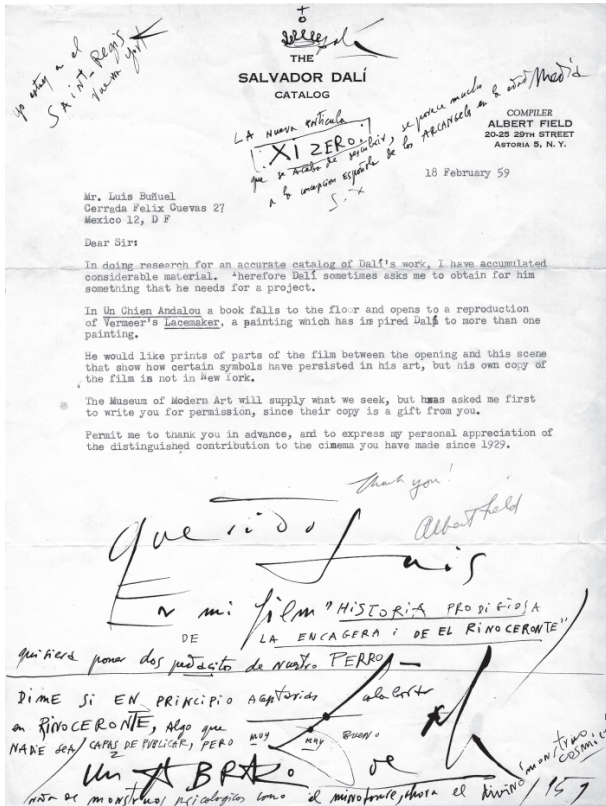 yo estoy en el
SAINT-REGIS
Nueva York
THE
SALVADOR DALÍ
CATALOG
COMPILER
ALBERT FIELD
20-25 29TH STREET
ASTORIA 5, N. Y.
LA nueva ANTICULA
XI ZERO.
que se acaba de descubrir, se parece mucho
a la concepcion Española de los ARCANGELS en la edad Media
18 February 59
Mr. Luis Buñuel
Cerrada Felix Cuevas 27
Mexico 12, D F
Dear Sir:
In doing research for an accurate catalog of Dalí's work, I have accumulated
considerable material. Therefore Dalí sometimes asks me to obtain for him
something that he needs for a project.
In Un Chien Andalou a book falls to the floor and opens to a reproduction
of Vermeer's Lacemaker, a painting which has inspired Dalí to more than one
painting.
He would like prints of parts of the film between the opening and this scene
that show how certain symbols have persisted in his art, but his own copy of
the film is not in New York.
The Museum of Modern Art will supply what we seek, but has asked me first
to write you for permission, since their copy is a gift from you.
Permit me to thank you in advance, and to express my personal appreciation of
the distinguished contribution to the cinema you have made since 1929.
Thank you!
Albert Field
Querido
Luis
En mi film "HISTORIA PRODIGIOSA
DE LA ENCAGERA i DE EL RINOCERONTE"
quisiera poner dos pedacitos de nuestro PERRO
DIME SI EN PRINCIPIO aceptarias
en RINOCERONTE, Algo que
NADIE SEA CAPAS DE PUBLICAR, PERO muy muy BUENO
Un ABRAZO de
de monstruos psicologicos como el minotauro, ahora el divino monstruo
COSMIC